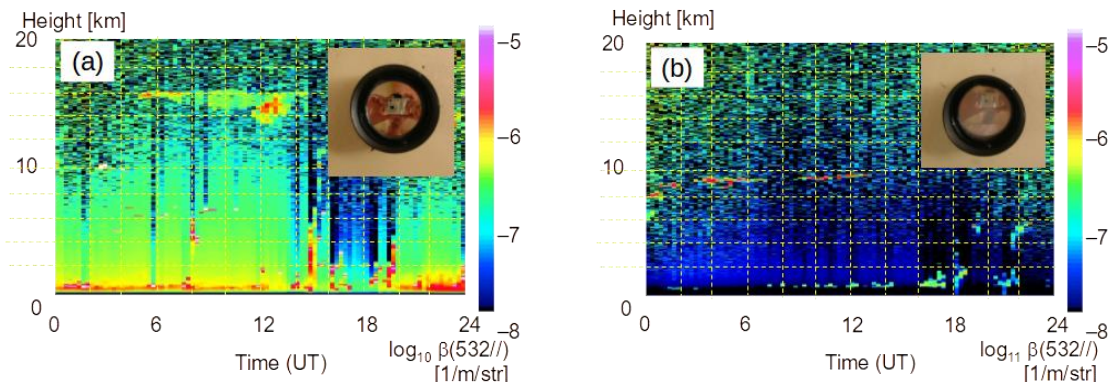 Height [km]
20
(a)
10
0
0 6 12 18 24
Time (UT)
–5
–6
–7
–8
log10 β(532//)
[1/m/str]
Height [km]
20
(b)
10
0
0 6 12 18 24
Time (UT)
–5
–6
–7
–8
log11 β(532//)
[1/m/str]